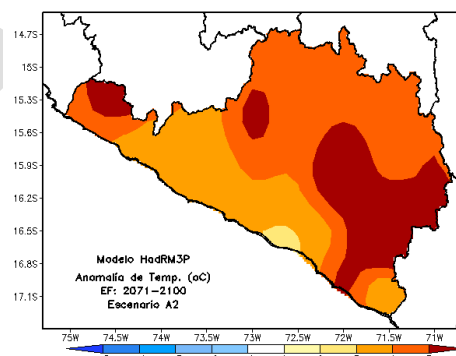 14.7S
15S
15.3S
15.6S
15.9S
16.2S
16.5S
16.8S
17.1S
Modelo HadRM3P
Anomalía de Temp. (oC)
EF: 2071-2100
Escenario A2
75W 74.5W 74W 73.5W 73W 72.5W 72W 71.5W 71W